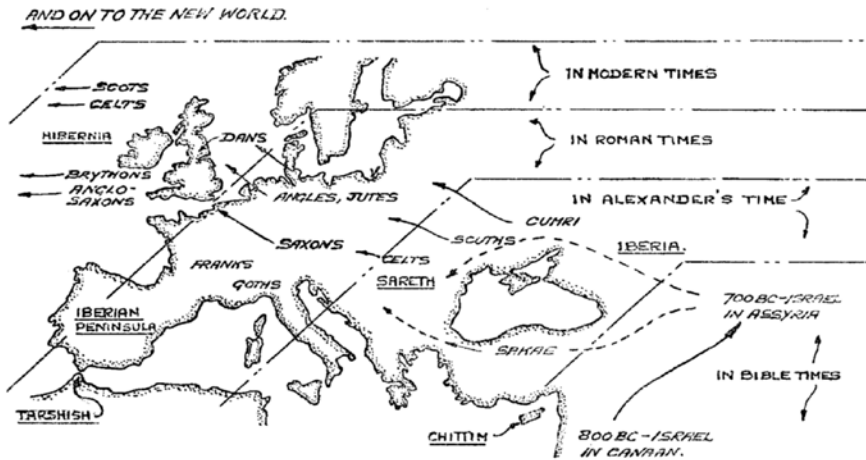 AND ON TO THE NEW WORLD.
IN MODERN TIMES
SCOTS
CELTS
HIBERNIA
DANS
IN ROMAN TIMES
BRYTHONS
ANGLO-
SAXONS
ANGLES, JUTES
IN ALEXANDER'S TIME
CUMRI
SCUTHS
IBERIA.
SAXONS
CELTS
FRANKS
SARETH
GOTHS
700 BC-ISRAEL
IN ASSYRIA
IBERIAN
PENINSULA
SAKAE
IN BIBLE TIMES
TARSHISH
CHITTIM
800 BC-ISRAEL
IN CANAAN.